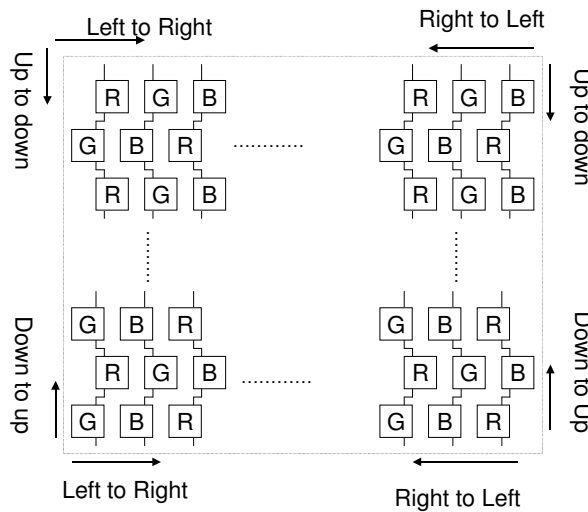 Left to Right
Right to Left
Up to down
Up to down
R G B R G B
G B R ............ G B R
R G B R G B
Down to up
Down to Up
G B R G B R
R G B ............ R G B
G B R G B R
Left to Right
Right to Left